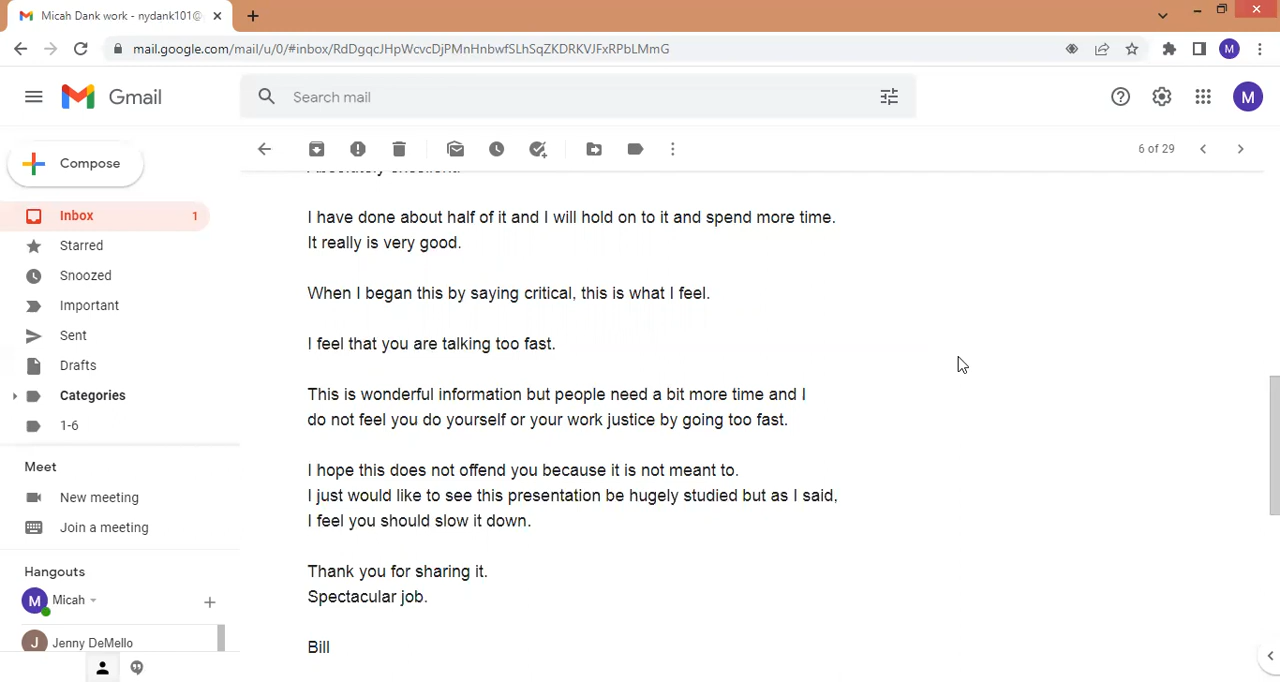 Micah Dank work - nydank101@
mail.google.com/mail/u/0/#inbox/RdDgqcJHpWcvcDjPMnHnbwfSLhSqZKDRKVJFxRPbLMmG
M
Gmail
Search mail
M
Compose
6 of 29
Inbox 1
Starred
Snoozed
Important
Sent
Drafts
Categories
1-6
Meet
New meeting
Join a meeting
Hangouts
M Micah
J Jenny DeMello
Absolutely excellent.
I have done about half of it and I will hold on to it and spend more time.
It really is very good.
When I began this by saying critical, this is what I feel.
I feel that you are talking too fast.
This is wonderful information but people need a bit more time and I
do not feel you do yourself or your work justice by going too fast.
I hope this does not offend you because it is not meant to.
I just would like to see this presentation be hugely studied but as I said,
I feel you should slow it down.
Thank you for sharing it.
Spectacular job.
Bill